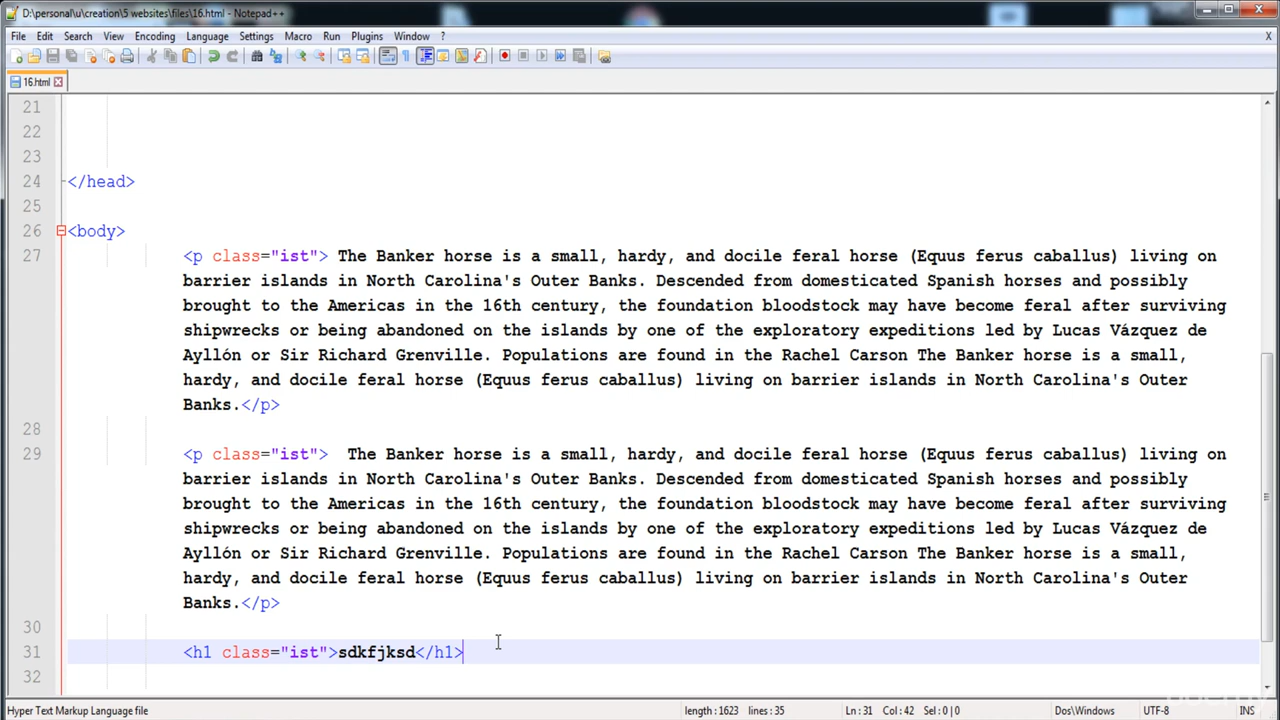 D:\personal\u\creation\5 websites\files\16.html - Notepad++
File Edit Search View Encoding Language Settings Macro Run Plugins Window ? X
16.html
21
22
23
24 </head>
25
26 <body>
27 <p class="ist"> The Banker horse is a small, hardy, and docile feral horse (Equus ferus caballus) living on
barrier islands in North Carolina's Outer Banks. Descended from domesticated Spanish horses and possibly
brought to the Americas in the 16th century, the foundation bloodstock may have become feral after surviving
shipwrecks or being abandoned on the islands by one of the exploratory expeditions led by Lucas Vázquez de
Ayllón or Sir Richard Grenville. Populations are found in the Rachel Carson The Banker horse is a small,
hardy, and docile feral horse (Equus ferus caballus) living on barrier islands in North Carolina's Outer
Banks.</p>
28
29 <p class="ist">  The Banker horse is a small, hardy, and docile feral horse (Equus ferus caballus) living on
barrier islands in North Carolina's Outer Banks. Descended from domesticated Spanish horses and possibly
brought to the Americas in the 16th century, the foundation bloodstock may have become feral after surviving
shipwrecks or being abandoned on the islands by one of the exploratory expeditions led by Lucas Vázquez de
Ayllón or Sir Richard Grenville. Populations are found in the Rachel Carson The Banker horse is a small,
hardy, and docile feral horse (Equus ferus caballus) living on barrier islands in North Carolina's Outer
Banks.</p>
30
31 <h1 class="ist">sdkfjksd</h1>
32
Hyper Text Markup Language file length : 1623 lines : 35 Ln : 31 Col : 42 Sel : 0 | 0 Dos\Windows UTF-8 INS